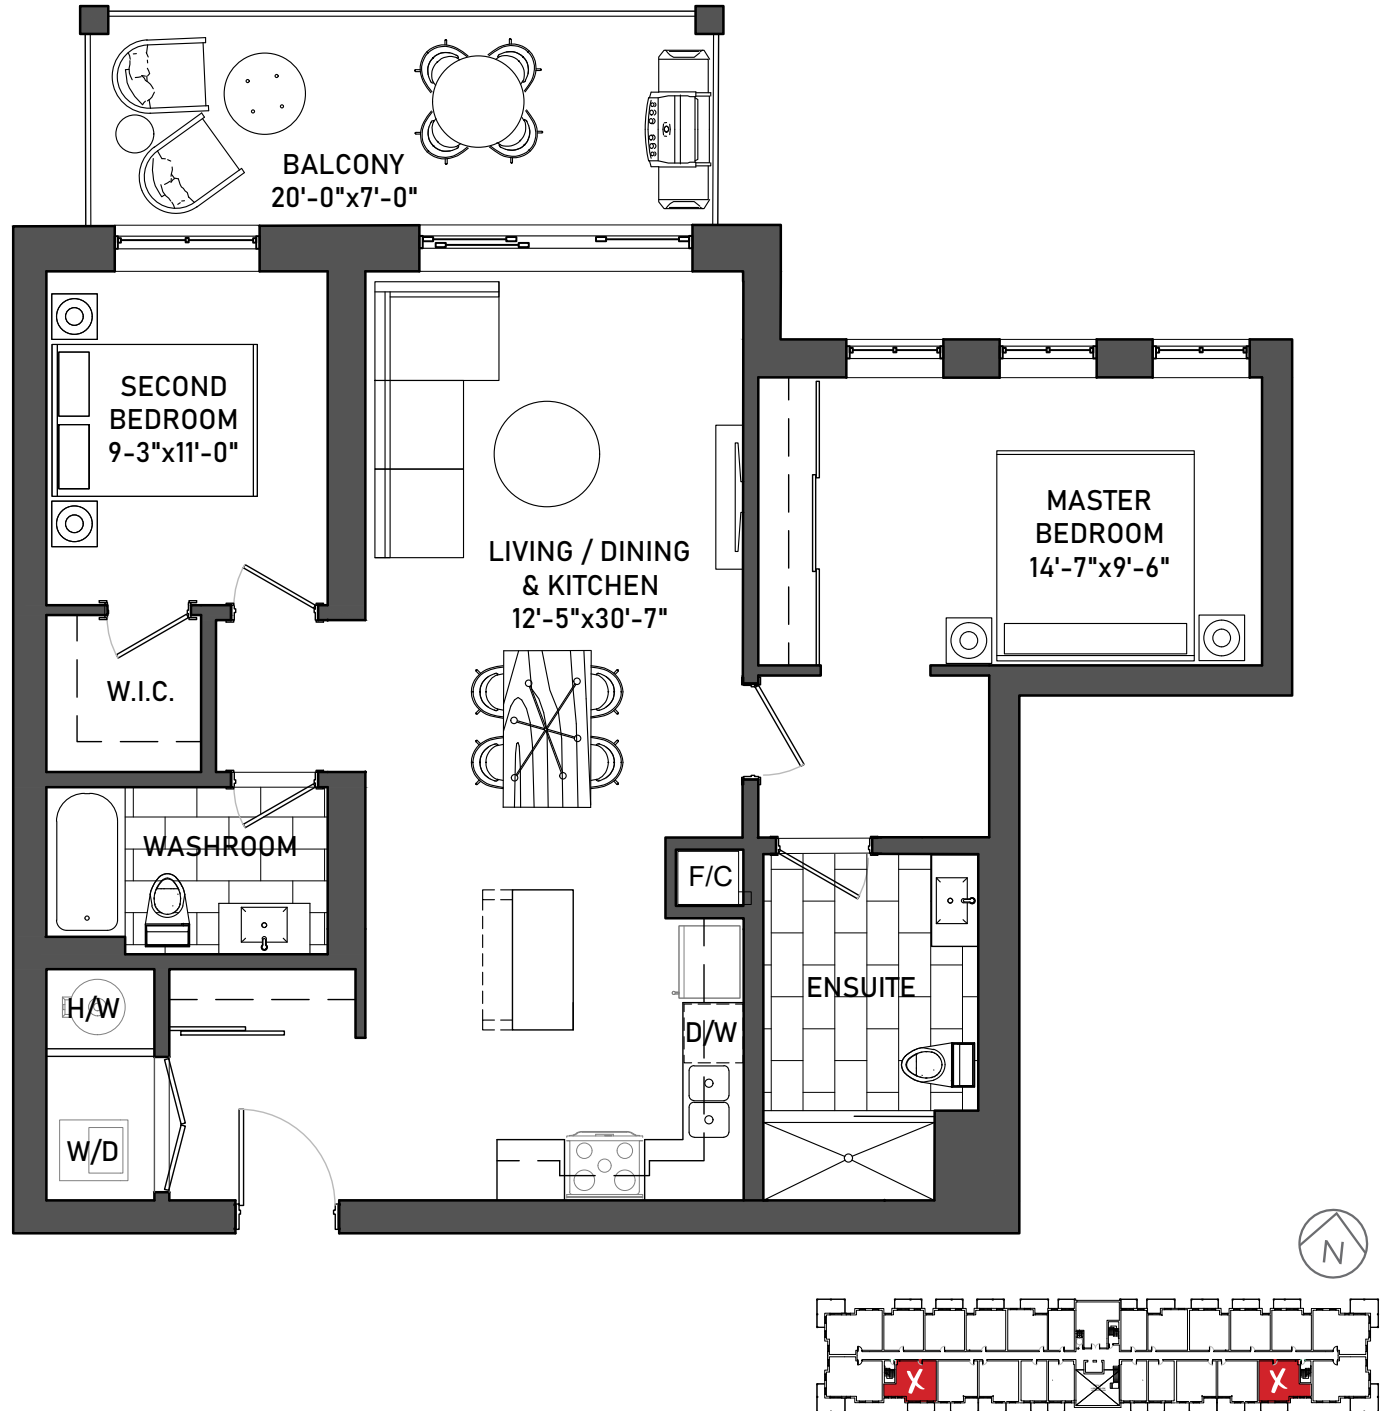 BALCONY
20'-0"x7'-0"
SECOND
BEDROOM
9-3"x11'-0"
MASTER
BEDROOM
14'-7"x9'-6"
LIVING / DINING
& KITCHEN
12'-5"x30'-7"
W.I.C.
WASHROOM
F/C
ENSUITE
H/W
D/W
W/D
N
X
X